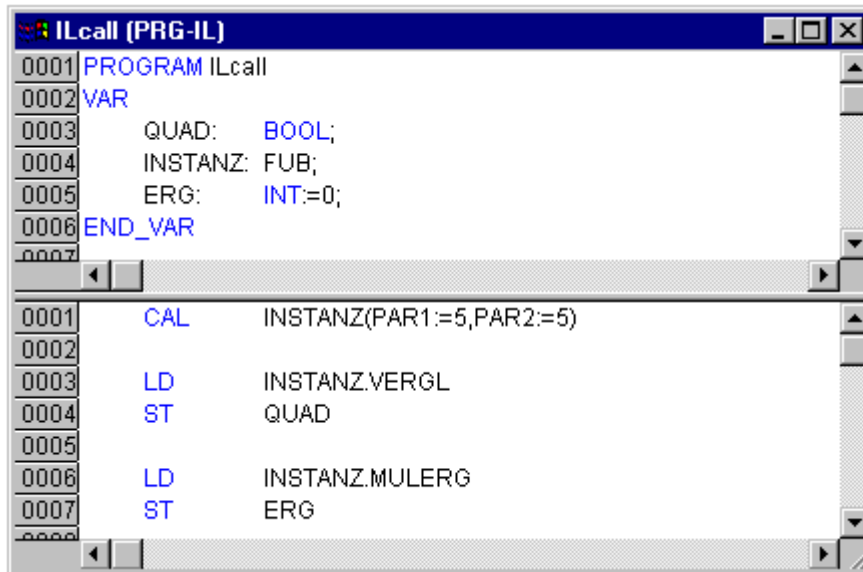 ILcall (PRG-IL)
0001 PROGRAM ILcall
0002 VAR
0003 QUAD: BOOL;
0004 INSTANZ: FUB;
0005 ERG: INT:=0;
0006 END_VAR
0007
0001 CAL INSTANZ(PAR1:=5,PAR2:=5)
0002
0003 LD INSTANZ.VERGL
0004 ST QUAD
0005
0006 LD INSTANZ.MULERG
0007 ST ERG